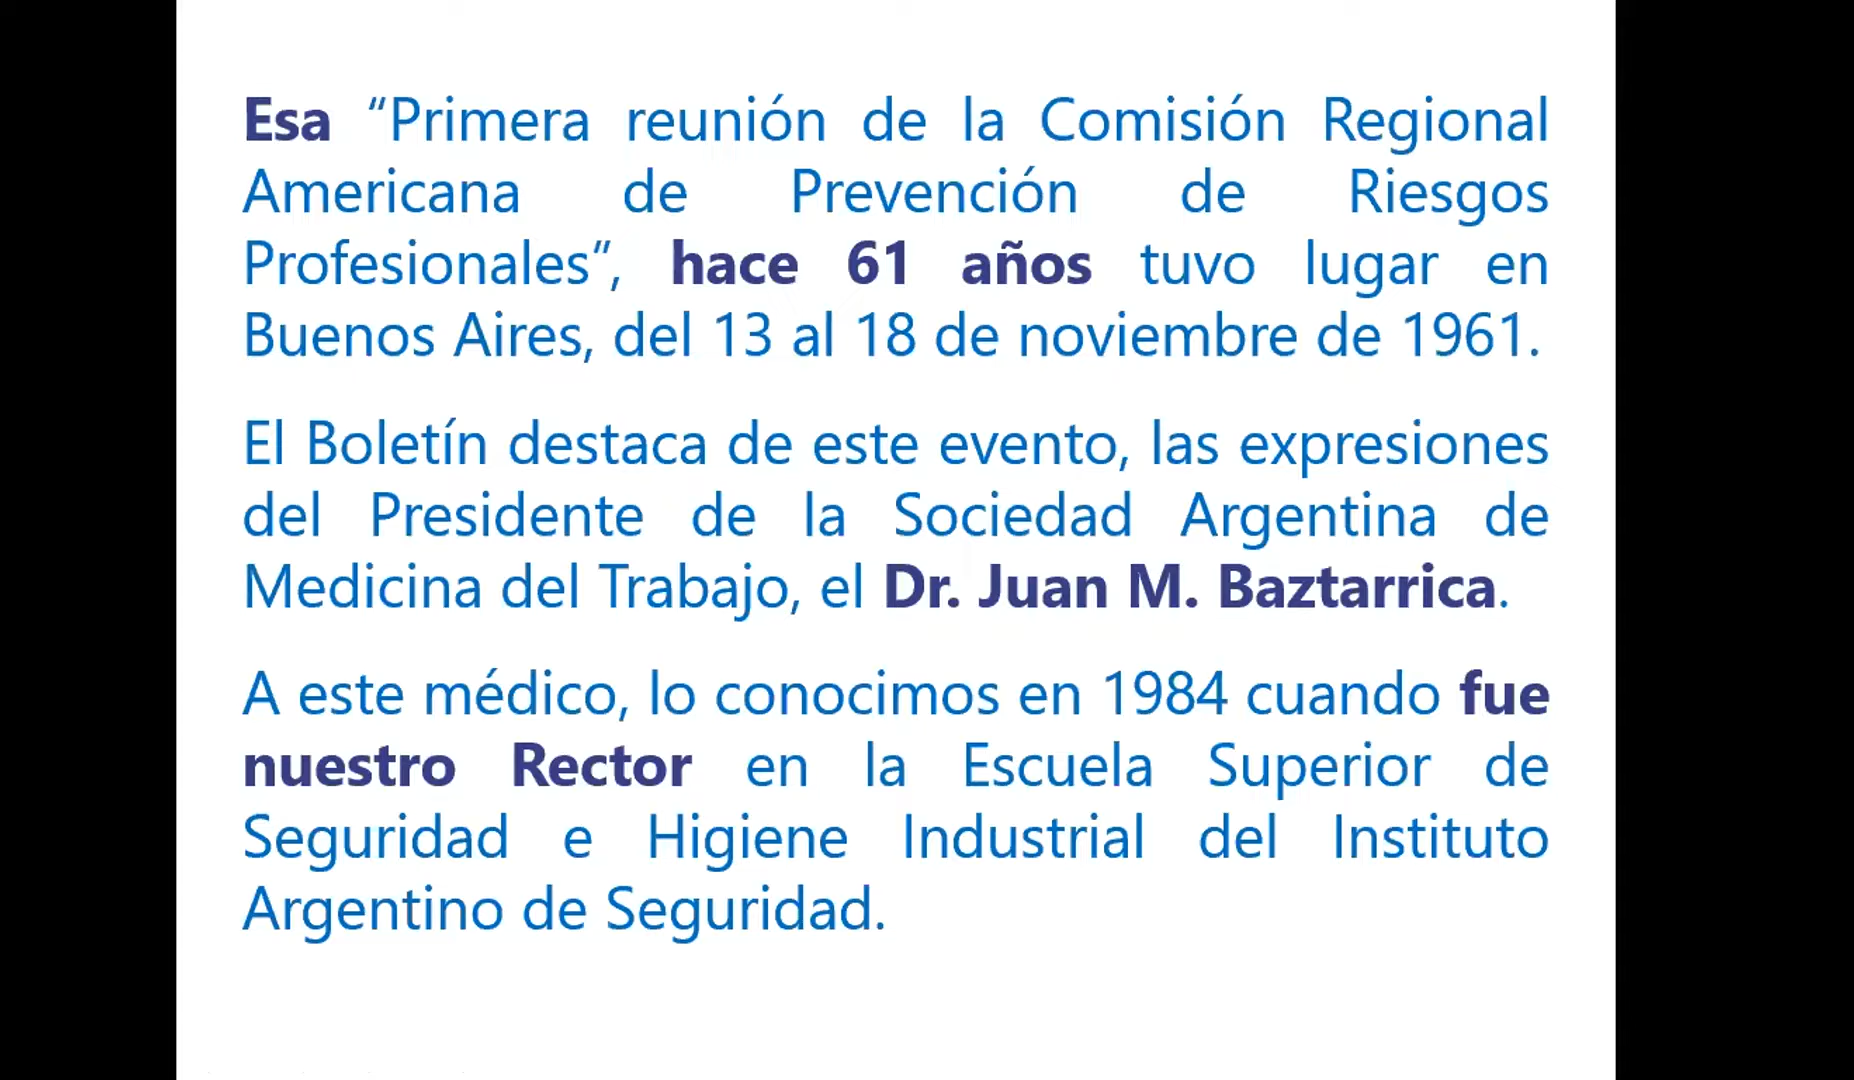 Esa “Primera reunión de la Comisión Regional
Americana de Prevención de Riesgos
Profesionales”, hace 61 años tuvo lugar en
Buenos Aires, del 13 al 18 de noviembre de 1961.
El Boletín destaca de este evento, las expresiones
del Presidente de la Sociedad Argentina de
Medicina del Trabajo, el Dr. Juan M. Baztarrica.
A este médico, lo conocimos en 1984 cuando fue
nuestro Rector en la Escuela Superior de
Seguridad e Higiene Industrial del Instituto
Argentino de Seguridad.